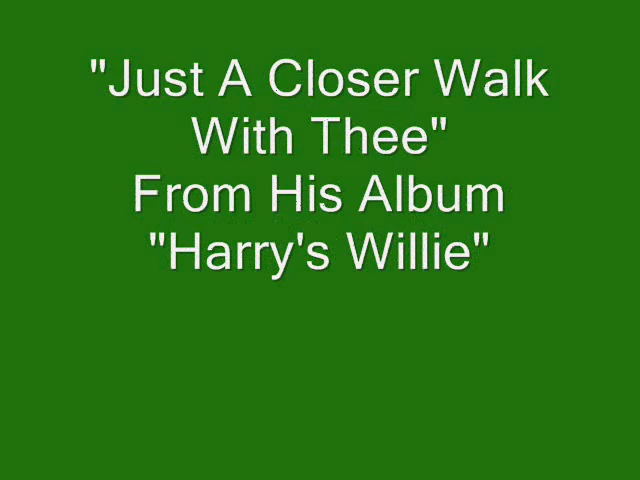 "Just A Closer Walk
With Thee"
From His Album
"Harry's Willie"